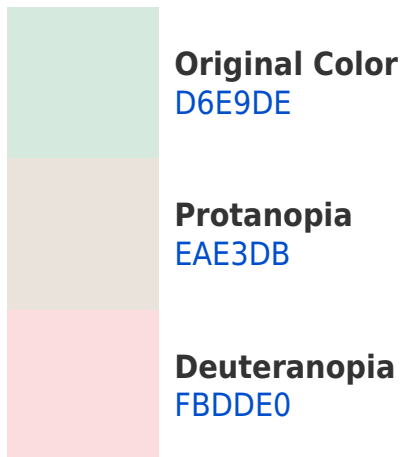 Original Color
D6E9DE
Protanopia
EAE3DB
Deuteranopia
FBDDE0